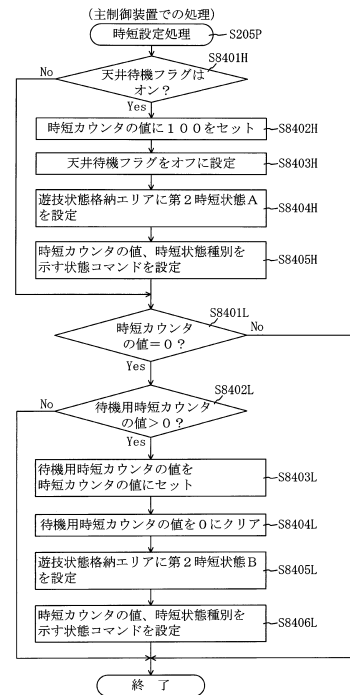 (主制御装置での処理)
時短設定処理
S205P
S8401H
No
天井待機フラグは
オン？
Yes
時短カウンタの値に１００をセット
S8402H
天井待機フラグをオフに設定
S8403H
遊技状態格納エリアに第２時短状態Ａ
を設定
S8404H
時短カウンタの値、時短状態種別を
示す状態コマンドを設定
S8405H
S8401L
時短カウンタ
の値＝０？
No
Yes
S8402L
No
待機用時短カウンタ
の値＞０？
Yes
待機用時短カウンタの値を
時短カウンタの値にセット
S8403L
待機用時短カウンタの値を０にクリア
S8404L
遊技状態格納エリアに第２時短状態Ｂ
を設定
S8405L
時短カウンタの値、時短状態種別を
示す状態コマンドを設定
S8406L
終　了